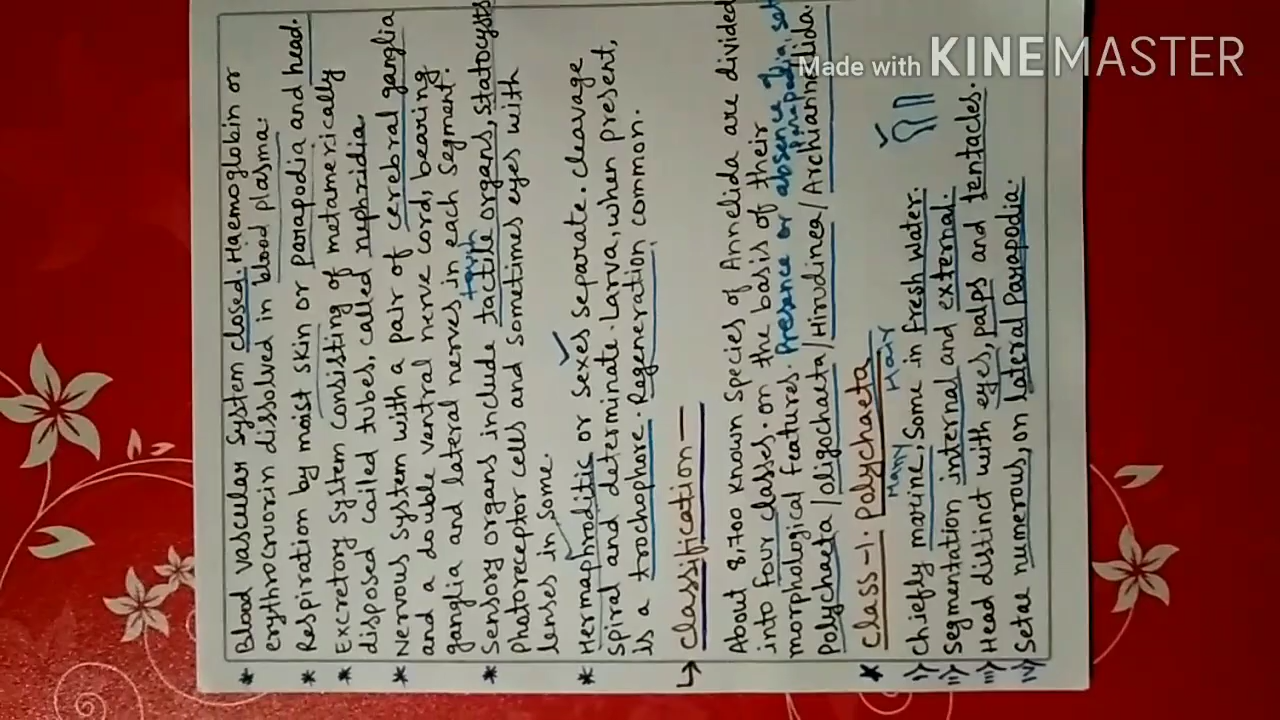 * Blood vascular system closed. Haemoglobin or
erythrocruorin dissolved in blood plasma.
* Respiration by moist skin or parapodia and head.
* Excretory system consisting of metamerically
disposed coiled tubes, called nephridia.
* Nervous system with a pair of cerebral ganglia
and a double ventral nerve cord, bearing
ganglia and lateral nerves in each segment.
touch
* Sensory organs include tactile organs, statocysts
Photoreceptor cells and sometimes eyes with
lenses in some.
* Hermaphroditic or sexes separate. cleavage
spiral and determinate. Larva, when present,
is a trochophore. Regeneration common.
↳ Classification —
About 8,700 known species of Annelida are divided
into four classes. on the basis of their
morphological features. Presence or absence of parapodia, set
Polychaeta / oligochaeta / Hirudinea / Archiannelida.
* Class-1. Polychaeta
Many Hair
i) Chiefly marine, Some in fresh water.
ii) Segmentation internal and external.
iii) Head distinct with eyes, palps and tentacles.
iv) Setae numerous, on lateral Parapodia.
Made with KINEMASTER